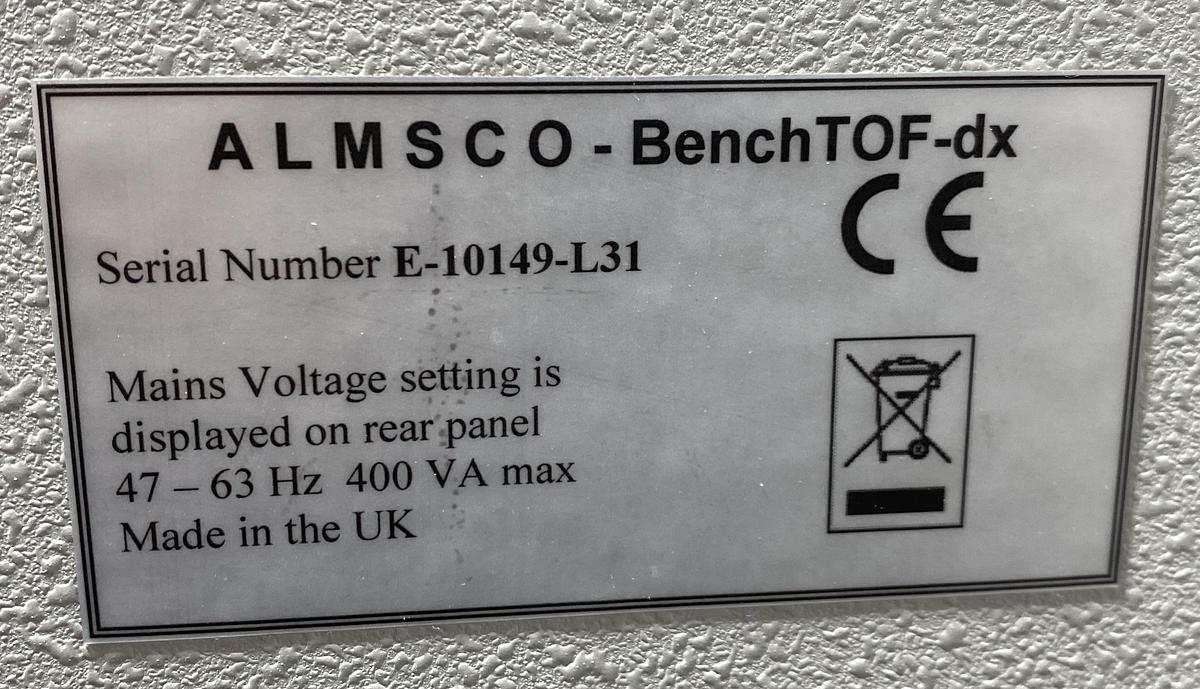 ALMSCO - BenchTOF-dx
CE
Serial Number E-10149-L31
Mains Voltage setting is
displayed on rear panel
47 – 63 Hz 400 VA max
Made in the UK